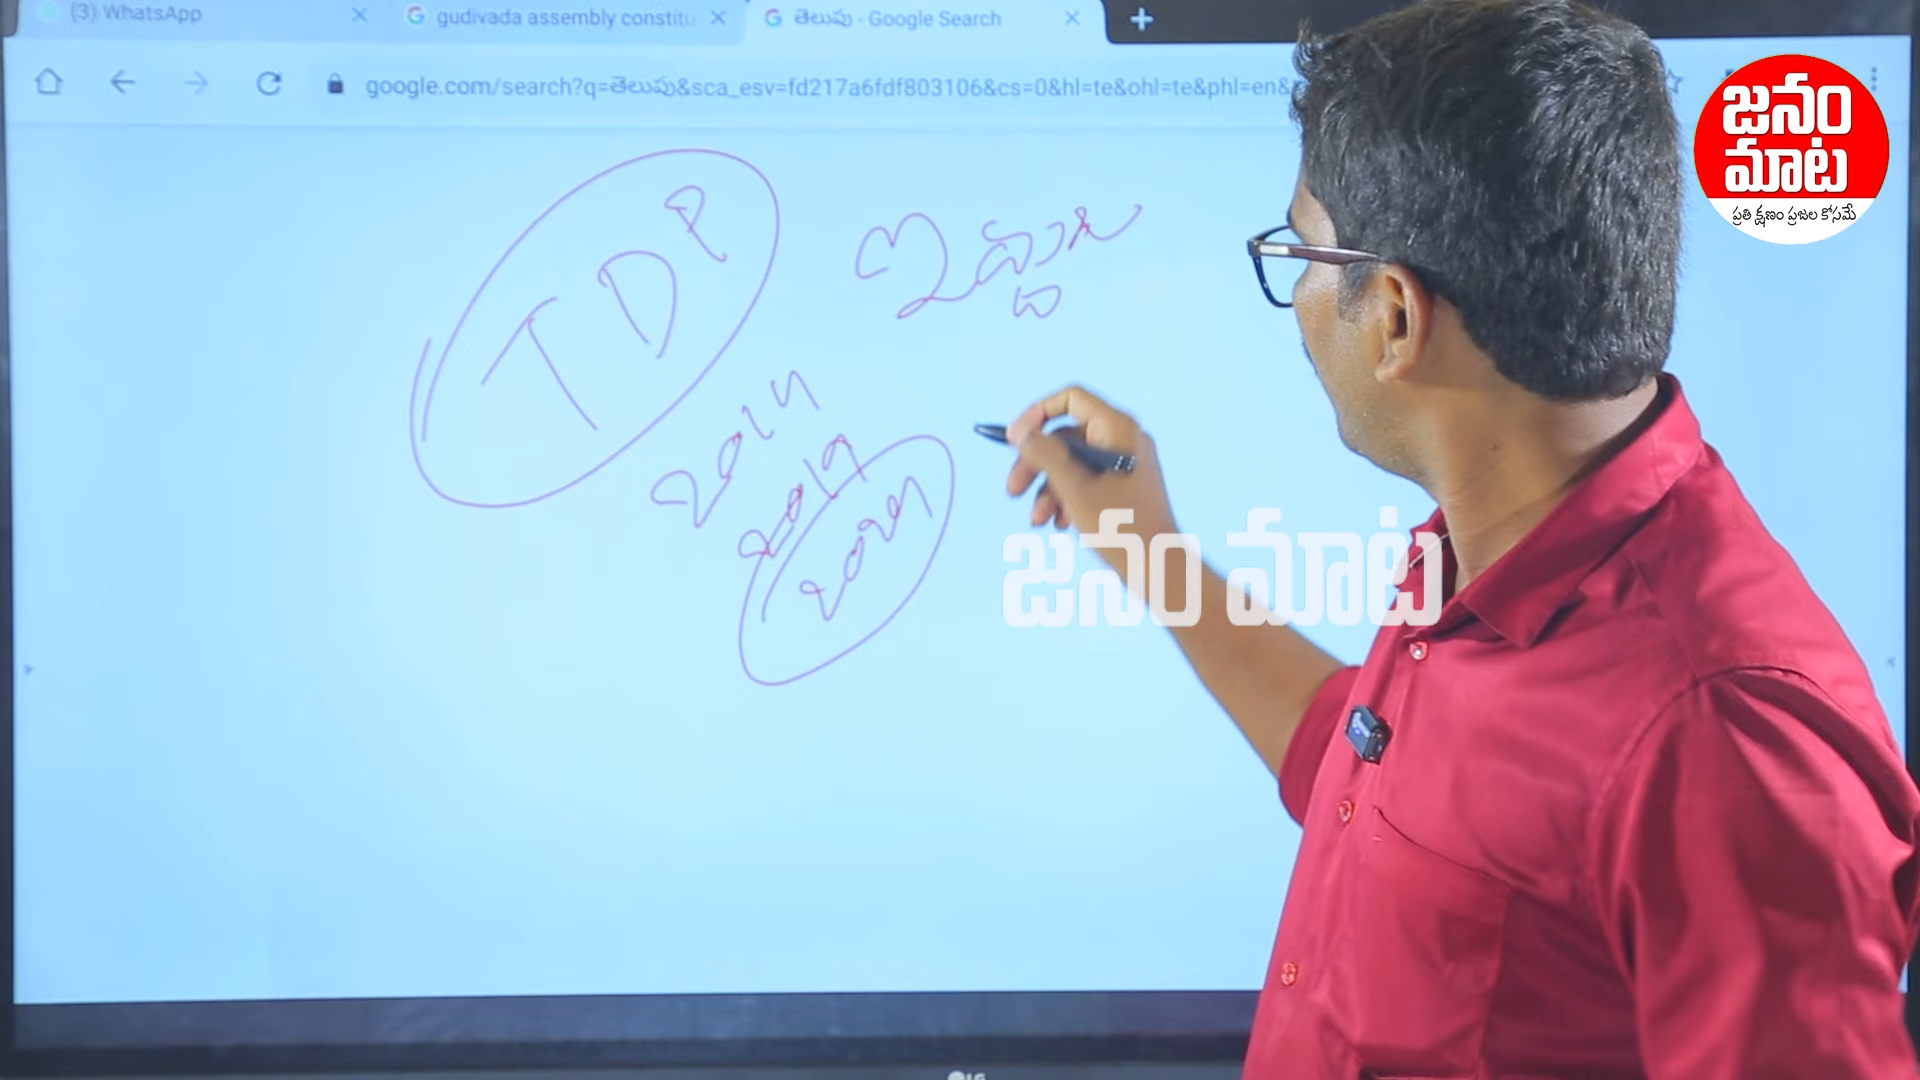 (3) WhatsApp
gudivada assembly constitu
తెలుపు - Google Search
google.com/search?q=తెలుపు&sca_esv=fd217a6fdf803106&cs=0&hl=te&ohl=te&phl=en&
జనం
మాట
ప్రతి క్షణం ప్రజల కోసమే
TDP
ఇద్దరు
2014
2019
2024
జనం మాట
LG